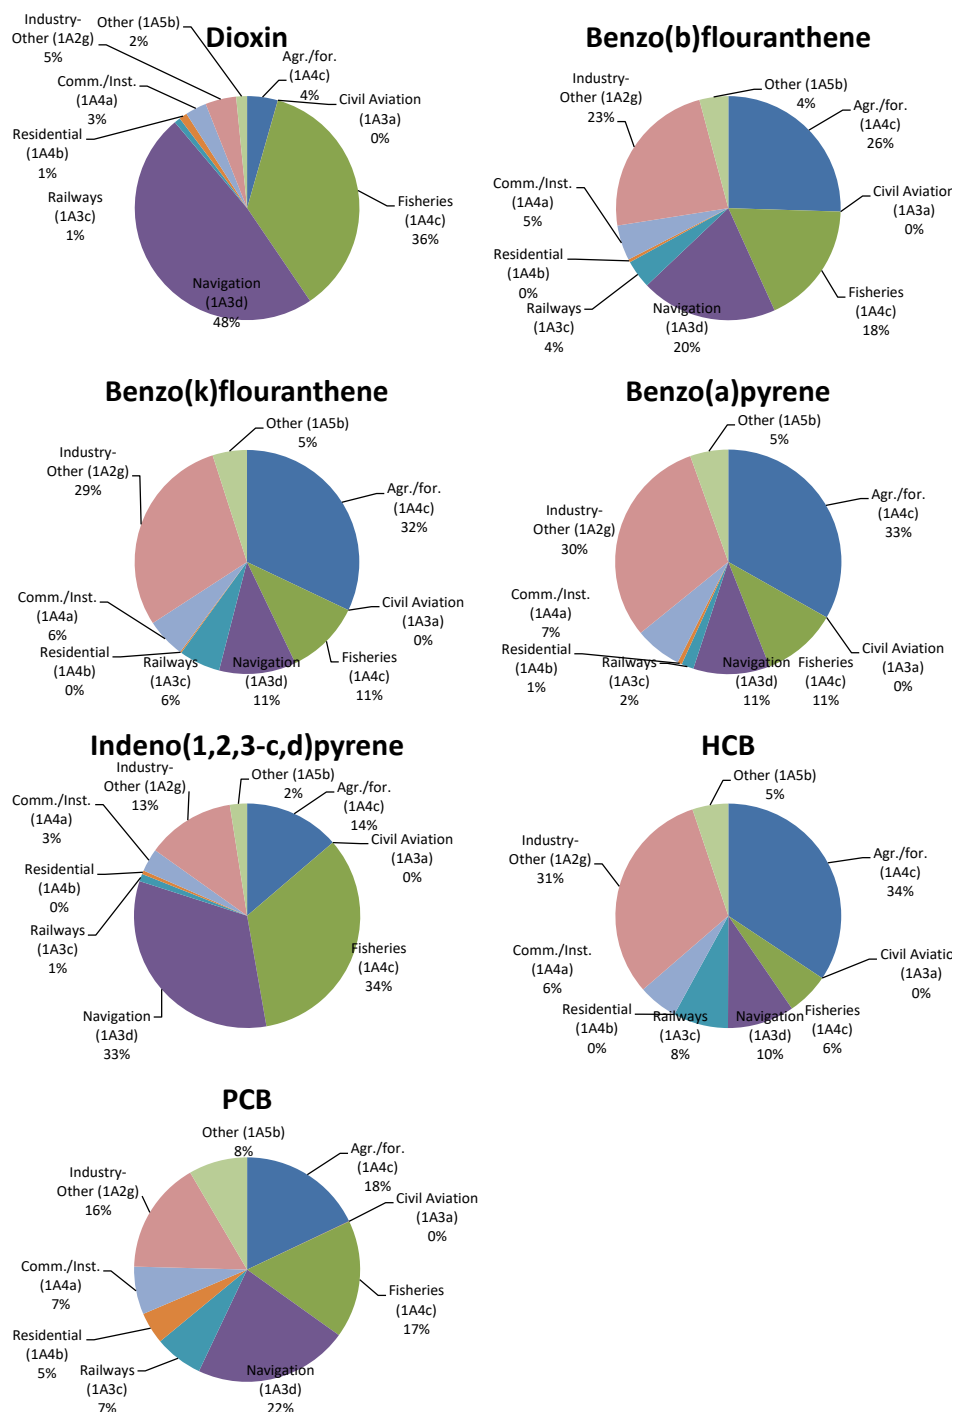 Dioxin
Industry-
Other (1A2g)
5%
Other (1A5b)
2%
Agr./for.
(1A4c)
4%
Civil Aviation
(1A3a)
0%
Comm./Inst.
(1A4a)
3%
Residential
(1A4b)
1%
Railways
(1A3c)
1%
Fisheries
(1A4c)
36%
Navigation
(1A3d)
48%
Benzo(b)flouranthene
Industry-
Other (1A2g)
23%
Other (1A5b)
4%
Agr./for.
(1A4c)
26%
Comm./Inst.
(1A4a)
5%
Civil Aviation
(1A3a)
0%
Residential
(1A4b)
0%
Railways
(1A3c)
4%
Navigation
(1A3d)
20%
Fisheries
(1A4c)
18%
Benzo(k)flouranthene
Other (1A5b)
5%
Industry-
Other (1A2g)
29%
Agr./for.
(1A4c)
32%
Comm./Inst.
(1A4a)
6%
Civil Aviation
(1A3a)
0%
Residential
(1A4b)
0%
Railways
(1A3c)
6%
Navigation
(1A3d)
11%
Fisheries
(1A4c)
11%
Benzo(a)pyrene
Other (1A5b)
5%
Industry-
Other (1A2g)
30%
Agr./for.
(1A4c)
33%
Comm./Inst.
(1A4a)
7%
Civil Aviation
(1A3a)
0%
Residential
(1A4b)
1%
Railways
(1A3c)
2%
Navigation
(1A3d)
11%
Fisheries
(1A4c)
11%
Indeno(1,2,3-c,d)pyrene
Industry-
Other (1A2g)
13%
Other (1A5b)
2%
Agr./for.
(1A4c)
14%
Comm./Inst.
(1A4a)
3%
Civil Aviation
(1A3a)
0%
Residential
(1A4b)
0%
Railways
(1A3c)
1%
Fisheries
(1A4c)
34%
Navigation
(1A3d)
33%
HCB
Other (1A5b)
5%
Industry-
Other (1A2g)
31%
Agr./for.
(1A4c)
34%
Comm./Inst.
(1A4a)
6%
Civil Aviatic
(1A3a)
0%
Residential
(1A4b)
0%
Railways
(1A3c)
8%
Navigation
(1A3d)
10%
Fisheries
(1A4c)
6%
PCB
Other (1A5b)
8%
Industry-
Other (1A2g)
16%
Agr./for.
(1A4c)
18%
Civil Aviation
(1A3a)
0%
Comm./Inst.
(1A4a)
7%
Fisheries
(1A4c)
17%
Residential
(1A4b)
5%
Railways
(1A3c)
7%
Navigation
(1A3d)
22%